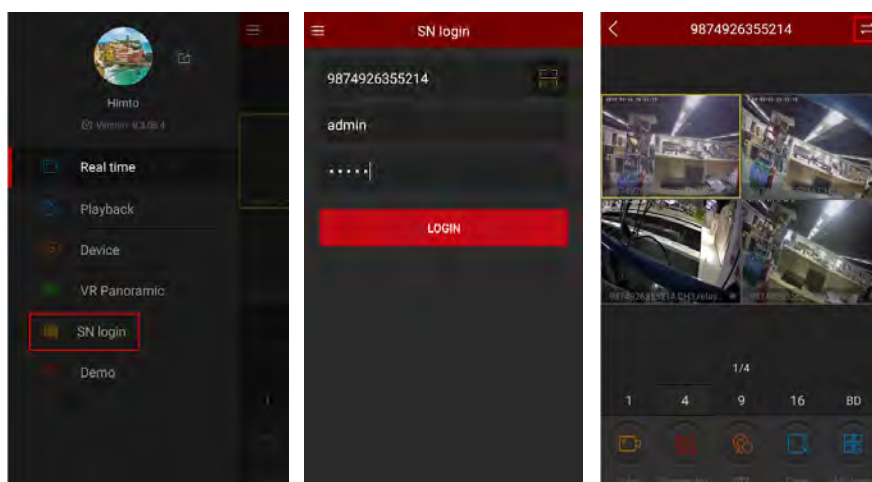 Himto
Real time
Playback
Device
VR Panoramic
SN login
Demo
SN login
9874926355214
admin
•••••
LOGIN
9874926355214
1/4
1 4 9 16 BD